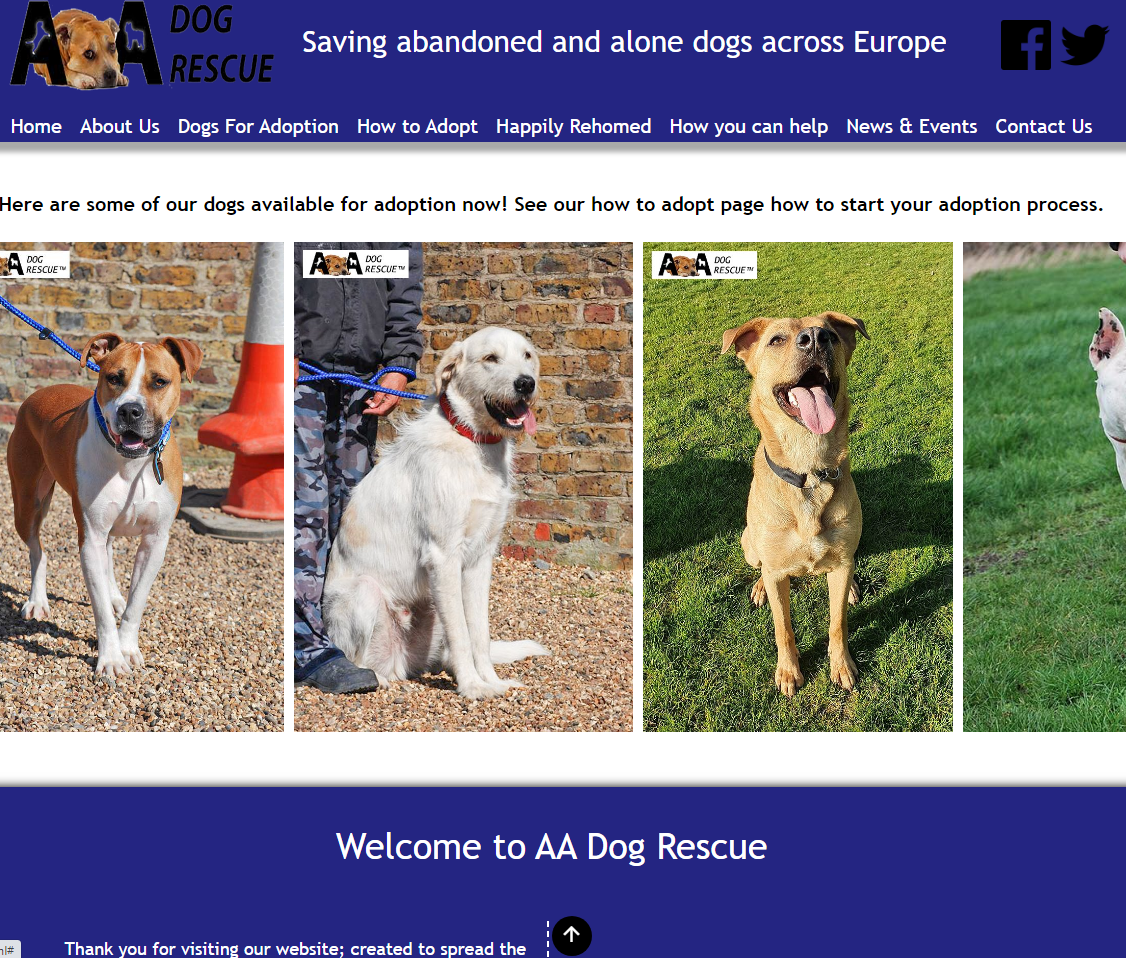 AA DOG
RESCUE
Saving abandoned and alone dogs across Europe
Home About Us Dogs For Adoption How to Adopt Happily Rehomed How you can help News & Events Contact Us
Here are some of our dogs available for adoption now! See our how to adopt page how to start your adoption process.
A DOG
RESCUE™
AA DOG
RESCUE™
AA DOG
RESCUE™
Welcome to AA Dog Rescue
Thank you for visiting our website; created to spread the
nl#